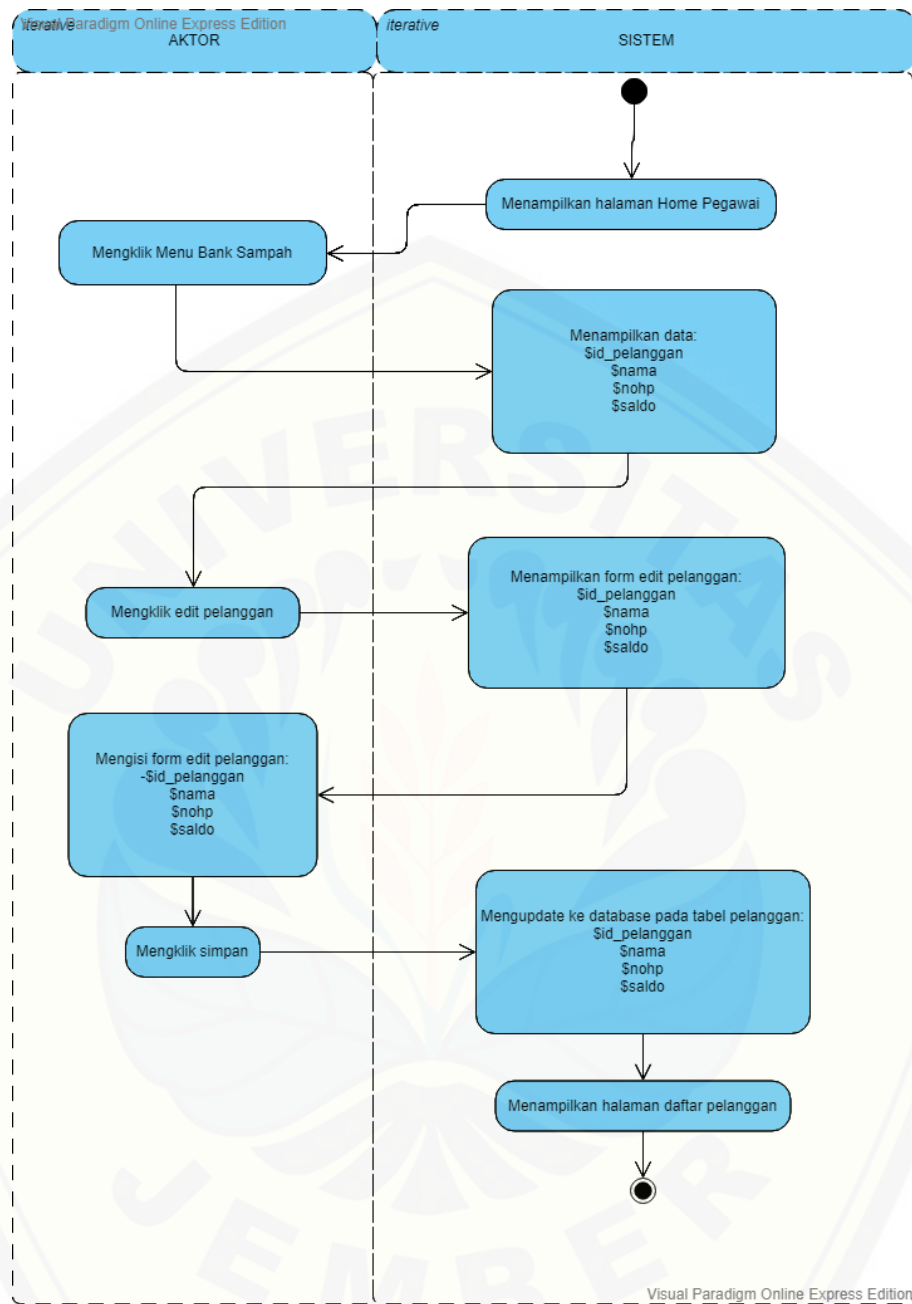 Visual Paradigm Online Express Edition
iterative
AKTOR
iterative
SISTEM
Menampilkan halaman Home Pegawai
Mengklik Menu Bank Sampah
Menampilkan data:
$id_pelanggan
$nama
$nohp
$saldo
Mengklik edit pelanggan
Menampilkan form edit pelanggan:
$id_pelanggan
$nama
$nohp
$saldo
Mengisi form edit pelanggan:
-$id_pelanggan
$nama
$nohp
$saldo
Mengklik simpan
Mengupdate ke database pada tabel pelanggan:
$id_pelanggan
$nama
$nohp
$saldo
Menampilkan halaman daftar pelanggan
UNIVERSITAS
JEMBER
Visual Paradigm Online Express Edition